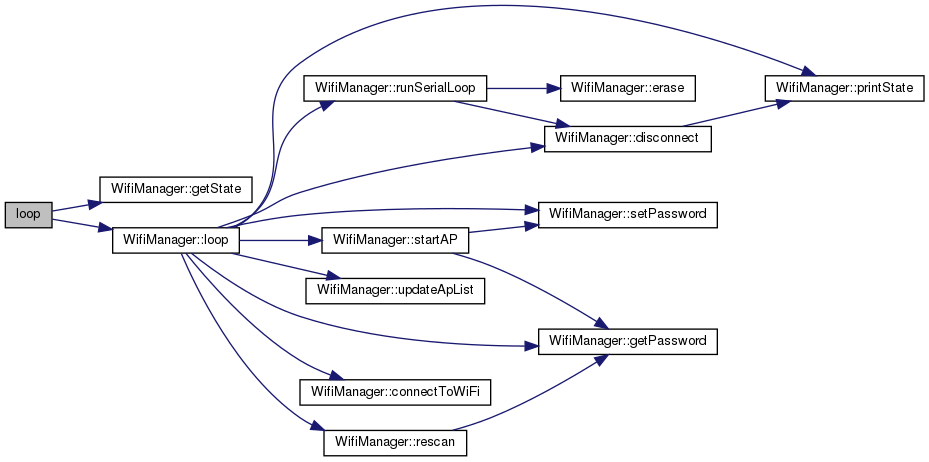 WifiManager::runSerialLoop
WifiManager::erase
WifiManager::printState
WifiManager::disconnect
WifiManager::getState
loop
WifiManager::setPassword
WifiManager::loop
WifiManager::startAP
WifiManager::updateApList
WifiManager::getPassword
WifiManager::connectToWiFi
WifiManager::rescan